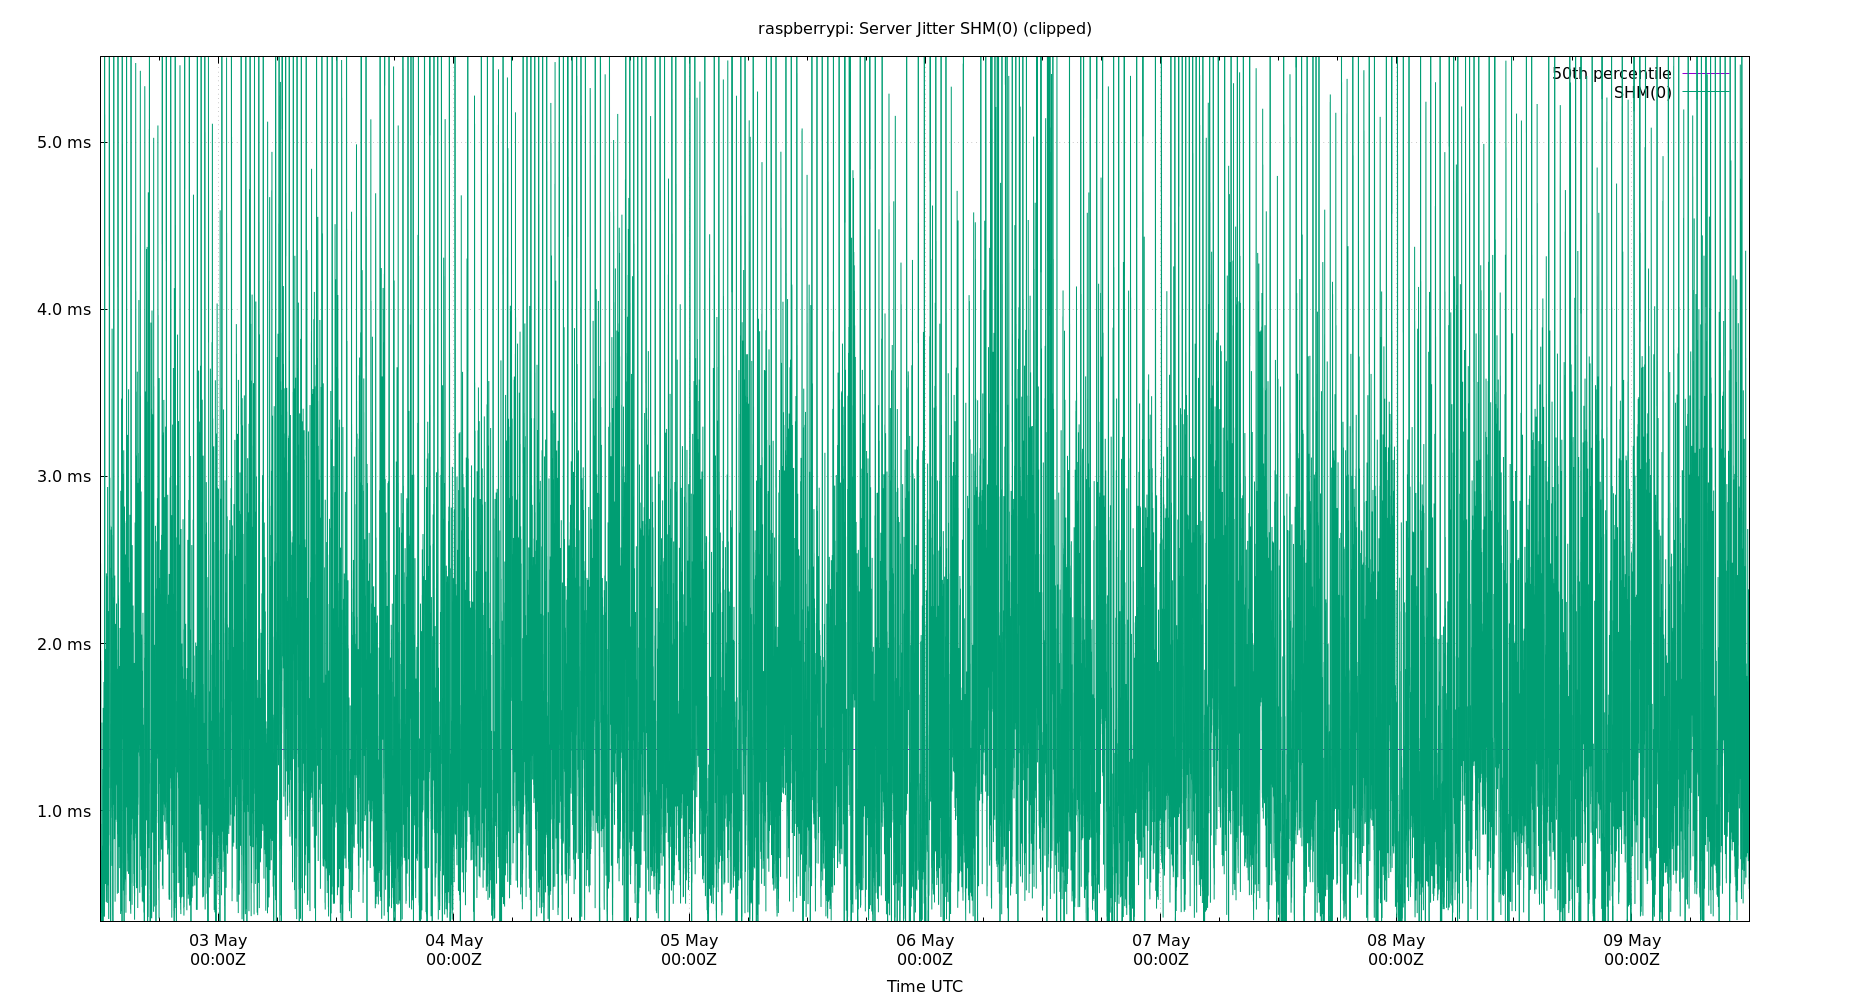 raspberrypi: Server Jitter SHM(0) (clipped)
50th percentile
SHM(0)
5.0 ms
4.0 ms
3.0 ms
2.0 ms
1.0 ms
03 May 04 May 05 May 06 May 07 May 08 May 09 May
00:00Z 00:00Z 00:00Z 00:00Z 00:00Z 00:00Z 00:00Z
Time UTC